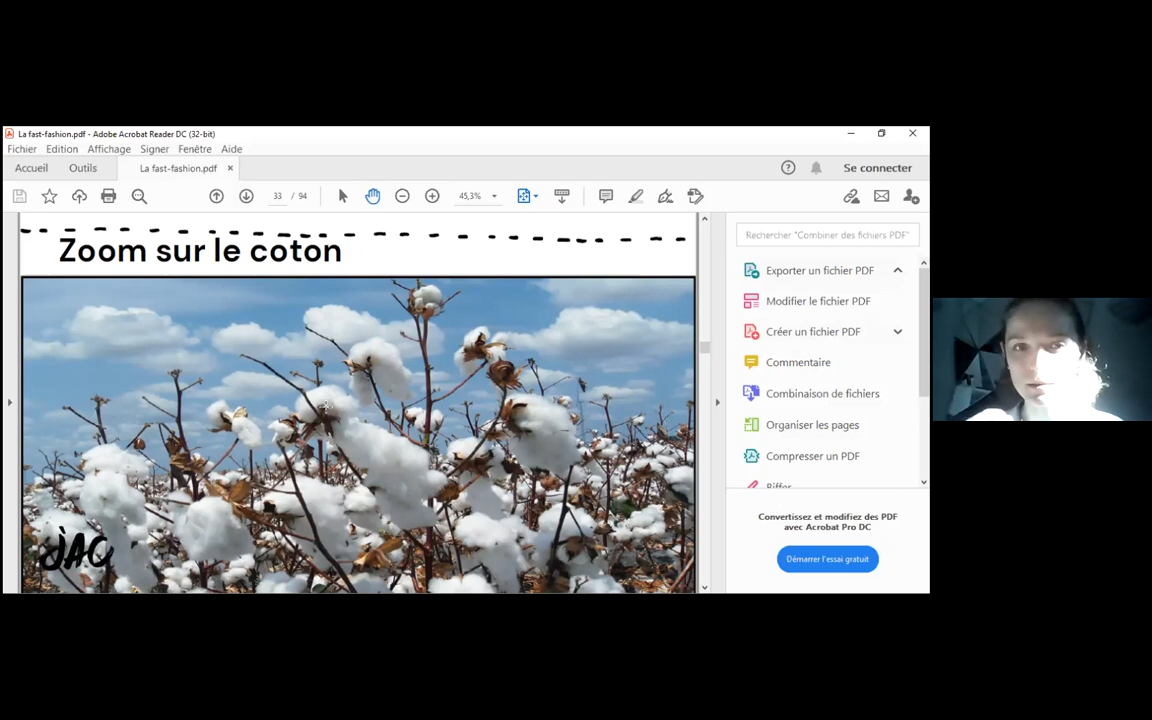 La fast-fashion.pdf - Adobe Acrobat Reader DC (32-bit)
Fichier Edition Affichage Signer Fenêtre Aide
Accueil Outils La fast-fashion.pdf × Se connecter
33 / 94 45,3%
Zoom sur le coton
JAC
Rechercher "Combiner des fichiers PDF"
Exporter un fichier PDF
Modifier le fichier PDF
Créer un fichier PDF
Commentaire
Combinaison de fichiers
Organiser les pages
Compresser un PDF
Biffer
Convertissez et modifiez des PDF
avec Acrobat Pro DC
Démarrer l'essai gratuit